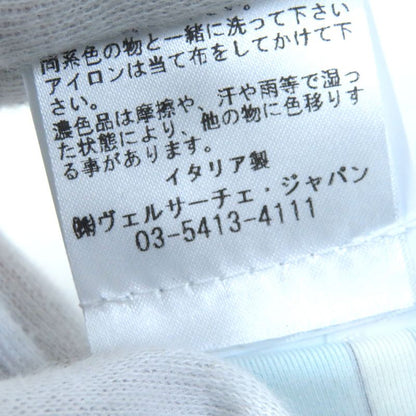 同系色の物と一緒に洗って下さい
アイロンは当て布をしてかけて下
さい。
濃色品は摩擦や、汗や雨等で湿っ
た状態により、他の物に色移りす
る事があります。
イタリア製
㈱ヴェルサーチェ・ジャパン
03-5413-4111